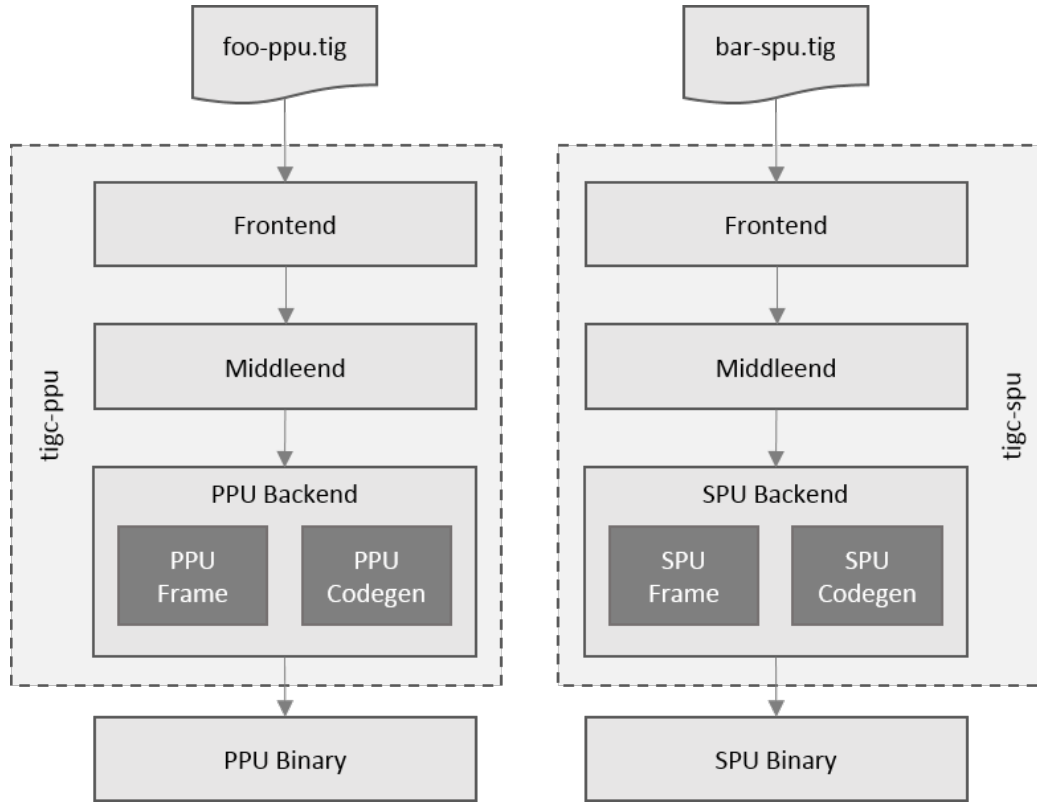 foo-ppu.tig
Frontend
Middleend
tigc-ppu
PPU Backend
PPU
Frame
PPU
Codegen
PPU Binary
bar-spu.tig
Frontend
Middleend
tigc-spu
SPU Backend
SPU
Frame
SPU
Codegen
SPU Binary